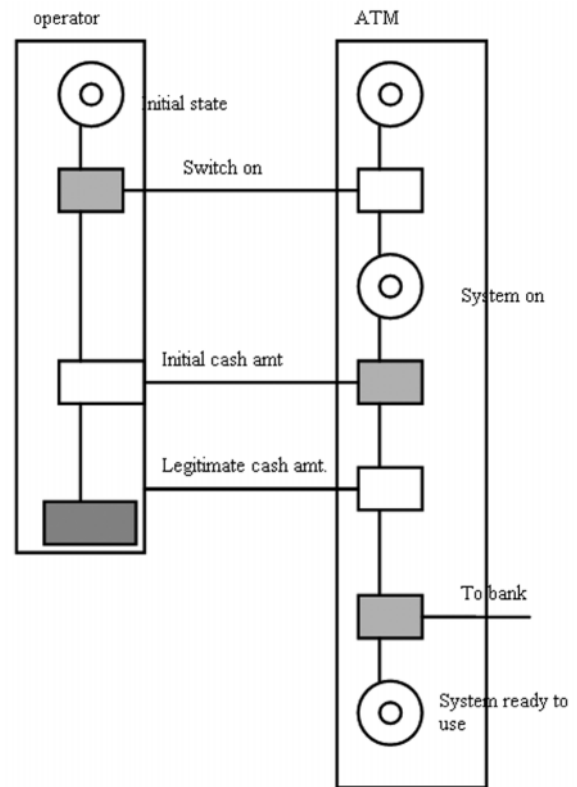 operator
ATM
Initial state
Switch on
System on
Initial cash amt
Legitimate cash amt.
To bank
System ready to
use